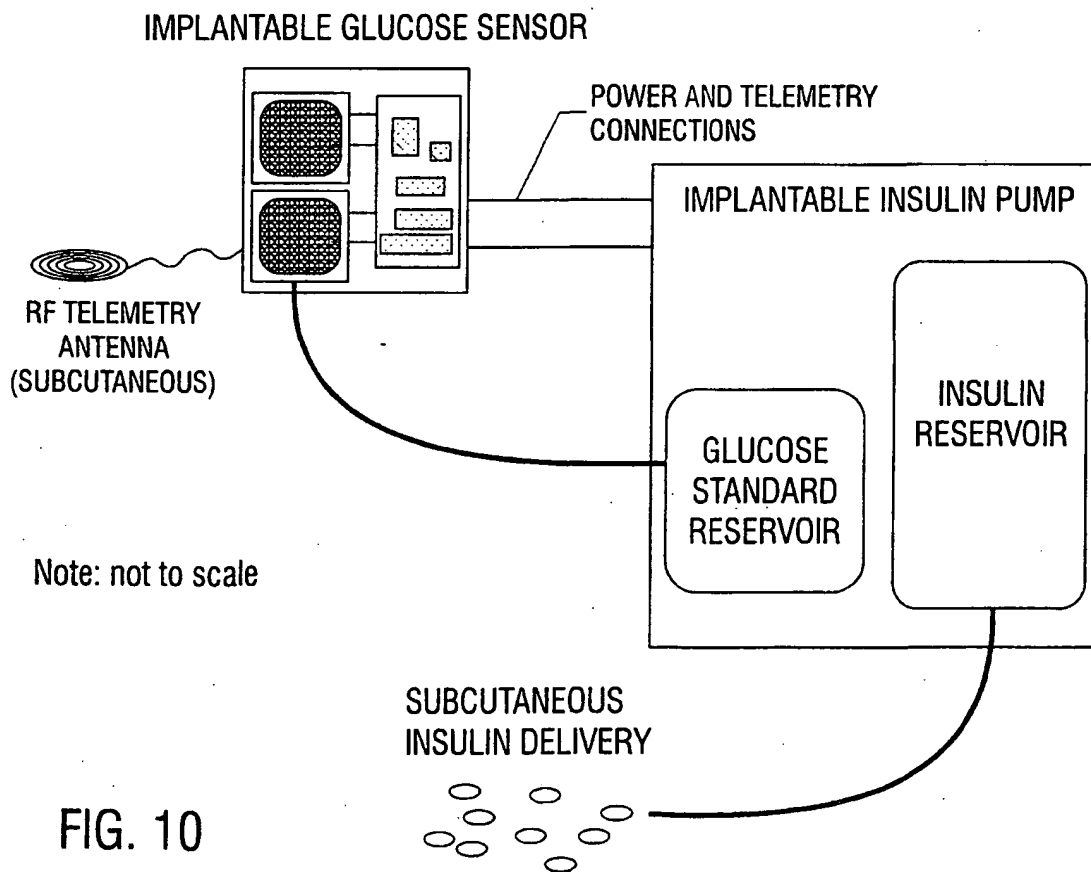 IMPLANTABLE GLUCOSE SENSOR
POWER AND TELEMETRY
CONNECTIONS
IMPLANTABLE INSULIN PUMP
RF TELEMETRY
ANTENNA
(SUBCUTANEOUS)
INSULIN
RESERVOIR
GLUCOSE
STANDARD
RESERVOIR
Note: not to scale
SUBCUTANEOUS
INSULIN DELIVERY
FIG. 10